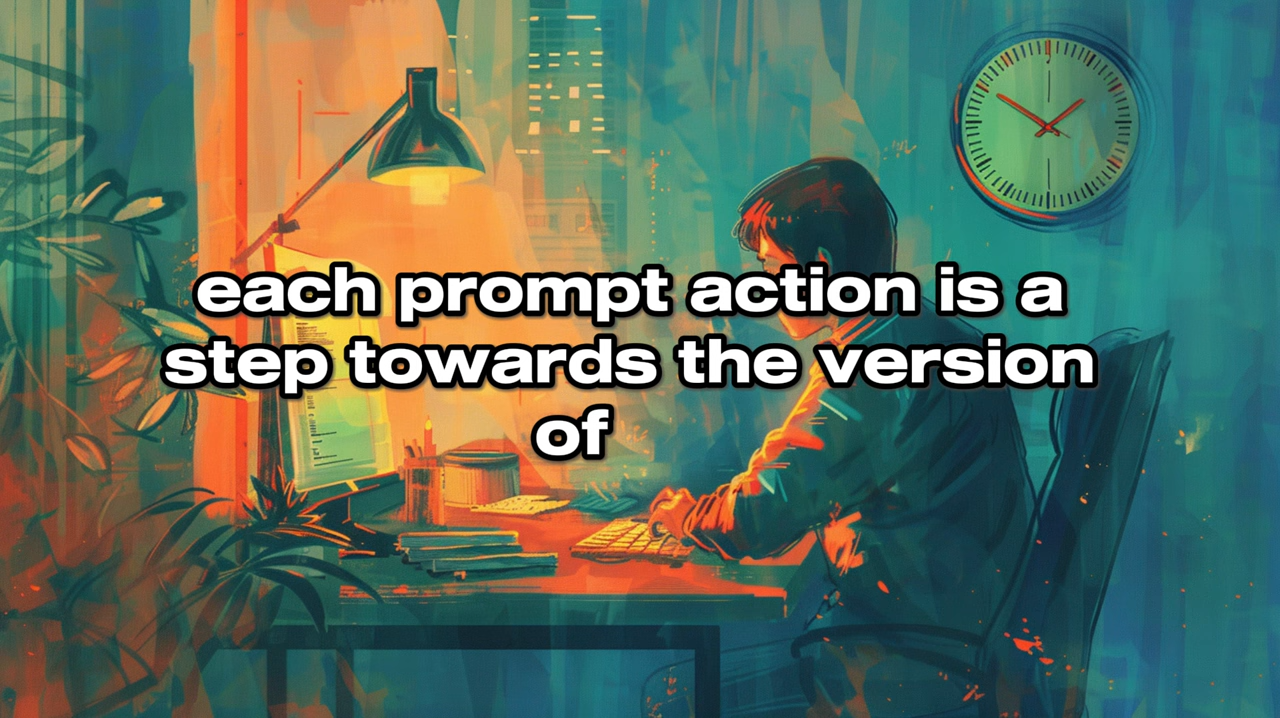 each prompt action is a
step towards the version
of